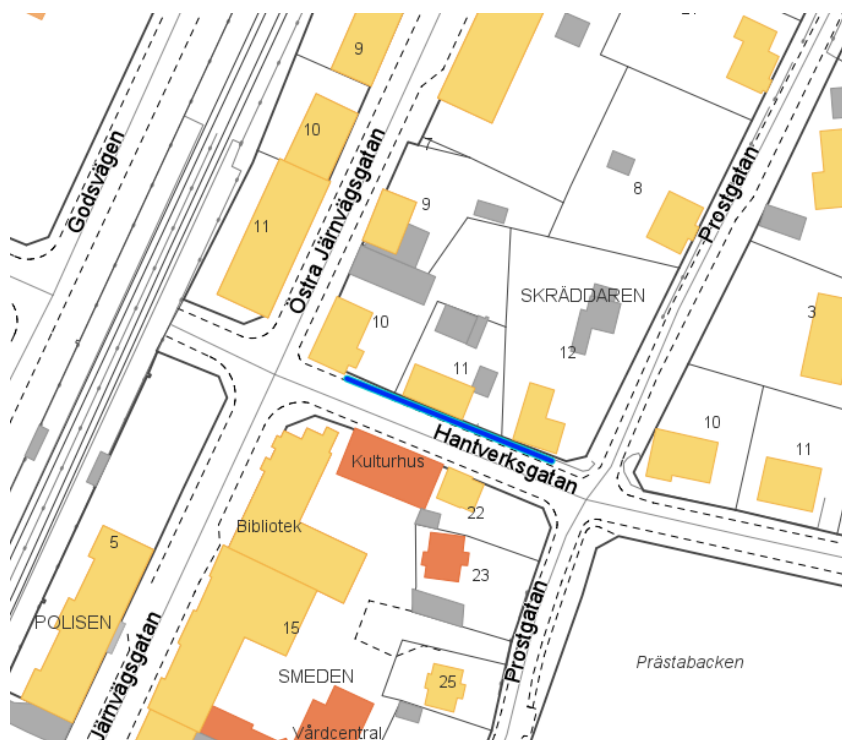 9
10
11
Godsvägen
Östra Järnvägsgatan
9
8
Prostgatan
SKRÄDDAREN
3
10
11
12
10
11
Hantverksgatan
Kulturhus
22
Bibliotek
5
23
POLISEN
15
Prostgatan
Prästabacken
SMEDEN
25
Järnvägsgatan
Vårdcentral